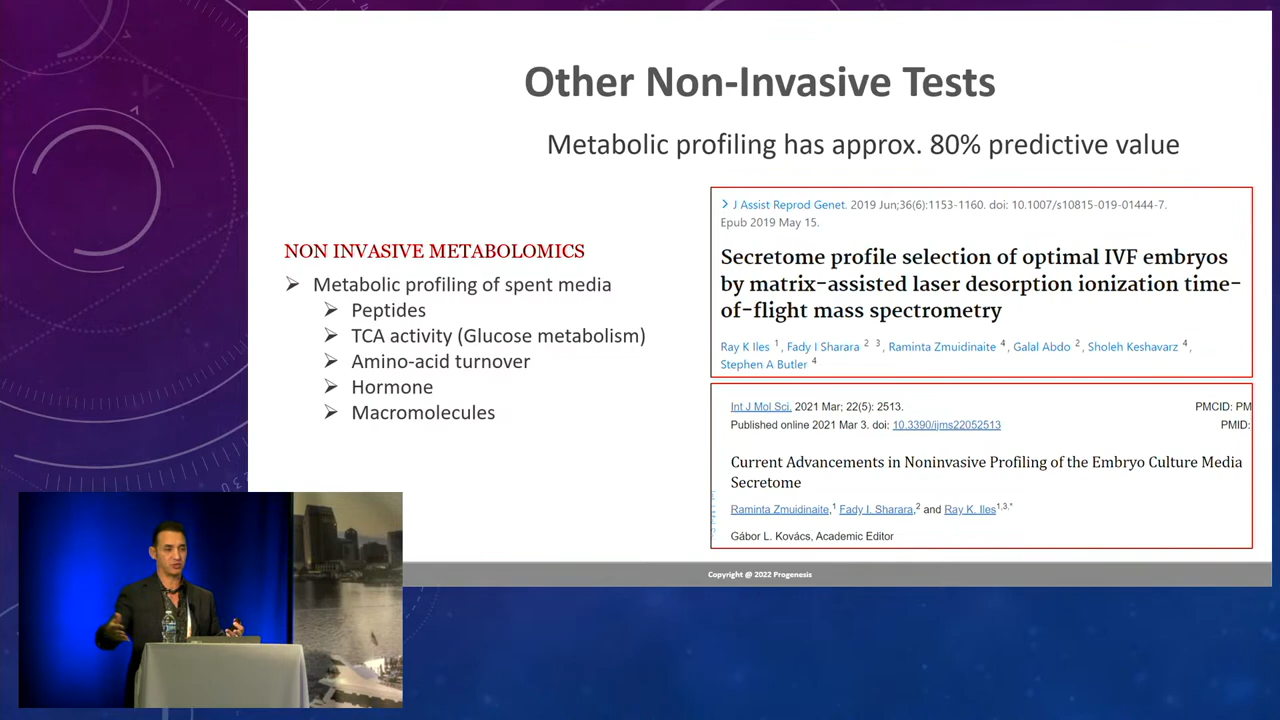 Other Non-Invasive Tests
Metabolic profiling has approx. 80% predictive value
NON INVASIVE METABOLOMICS
Metabolic profiling of spent media
Peptides
TCA activity (Glucose metabolism)
Amino-acid turnover
Hormone
Macromolecules
J Assist Reprod Genet. 2019 Jun;36(6):1153-1160. doi: 10.1007/s10815-019-01444-7.
Epub 2019 May 15.
Secretome profile selection of optimal IVF embryos
by matrix-assisted laser desorption ionization time-
of-flight mass spectrometry
Ray K Iles 1, Fady I Sharara 2 3, Raminta Zmuidinaite 4, Galal Abdo 2, Sholeh Keshavarz 4,
Stephen A Butler 4
Int J Mol Sci. 2021 Mar; 22(5): 2513. PMCID: PM
Published online 2021 Mar 3. doi: 10.3390/ijms22052513 PMID:
Current Advancements in Noninvasive Profiling of the Embryo Culture Media
Secretome
Raminta Zmuidinaite,1 Fady I. Sharara,2 and Ray K. Iles1,3,*
Gábor L. Kovács, Academic Editor
Copyright @ 2022 Progenesis